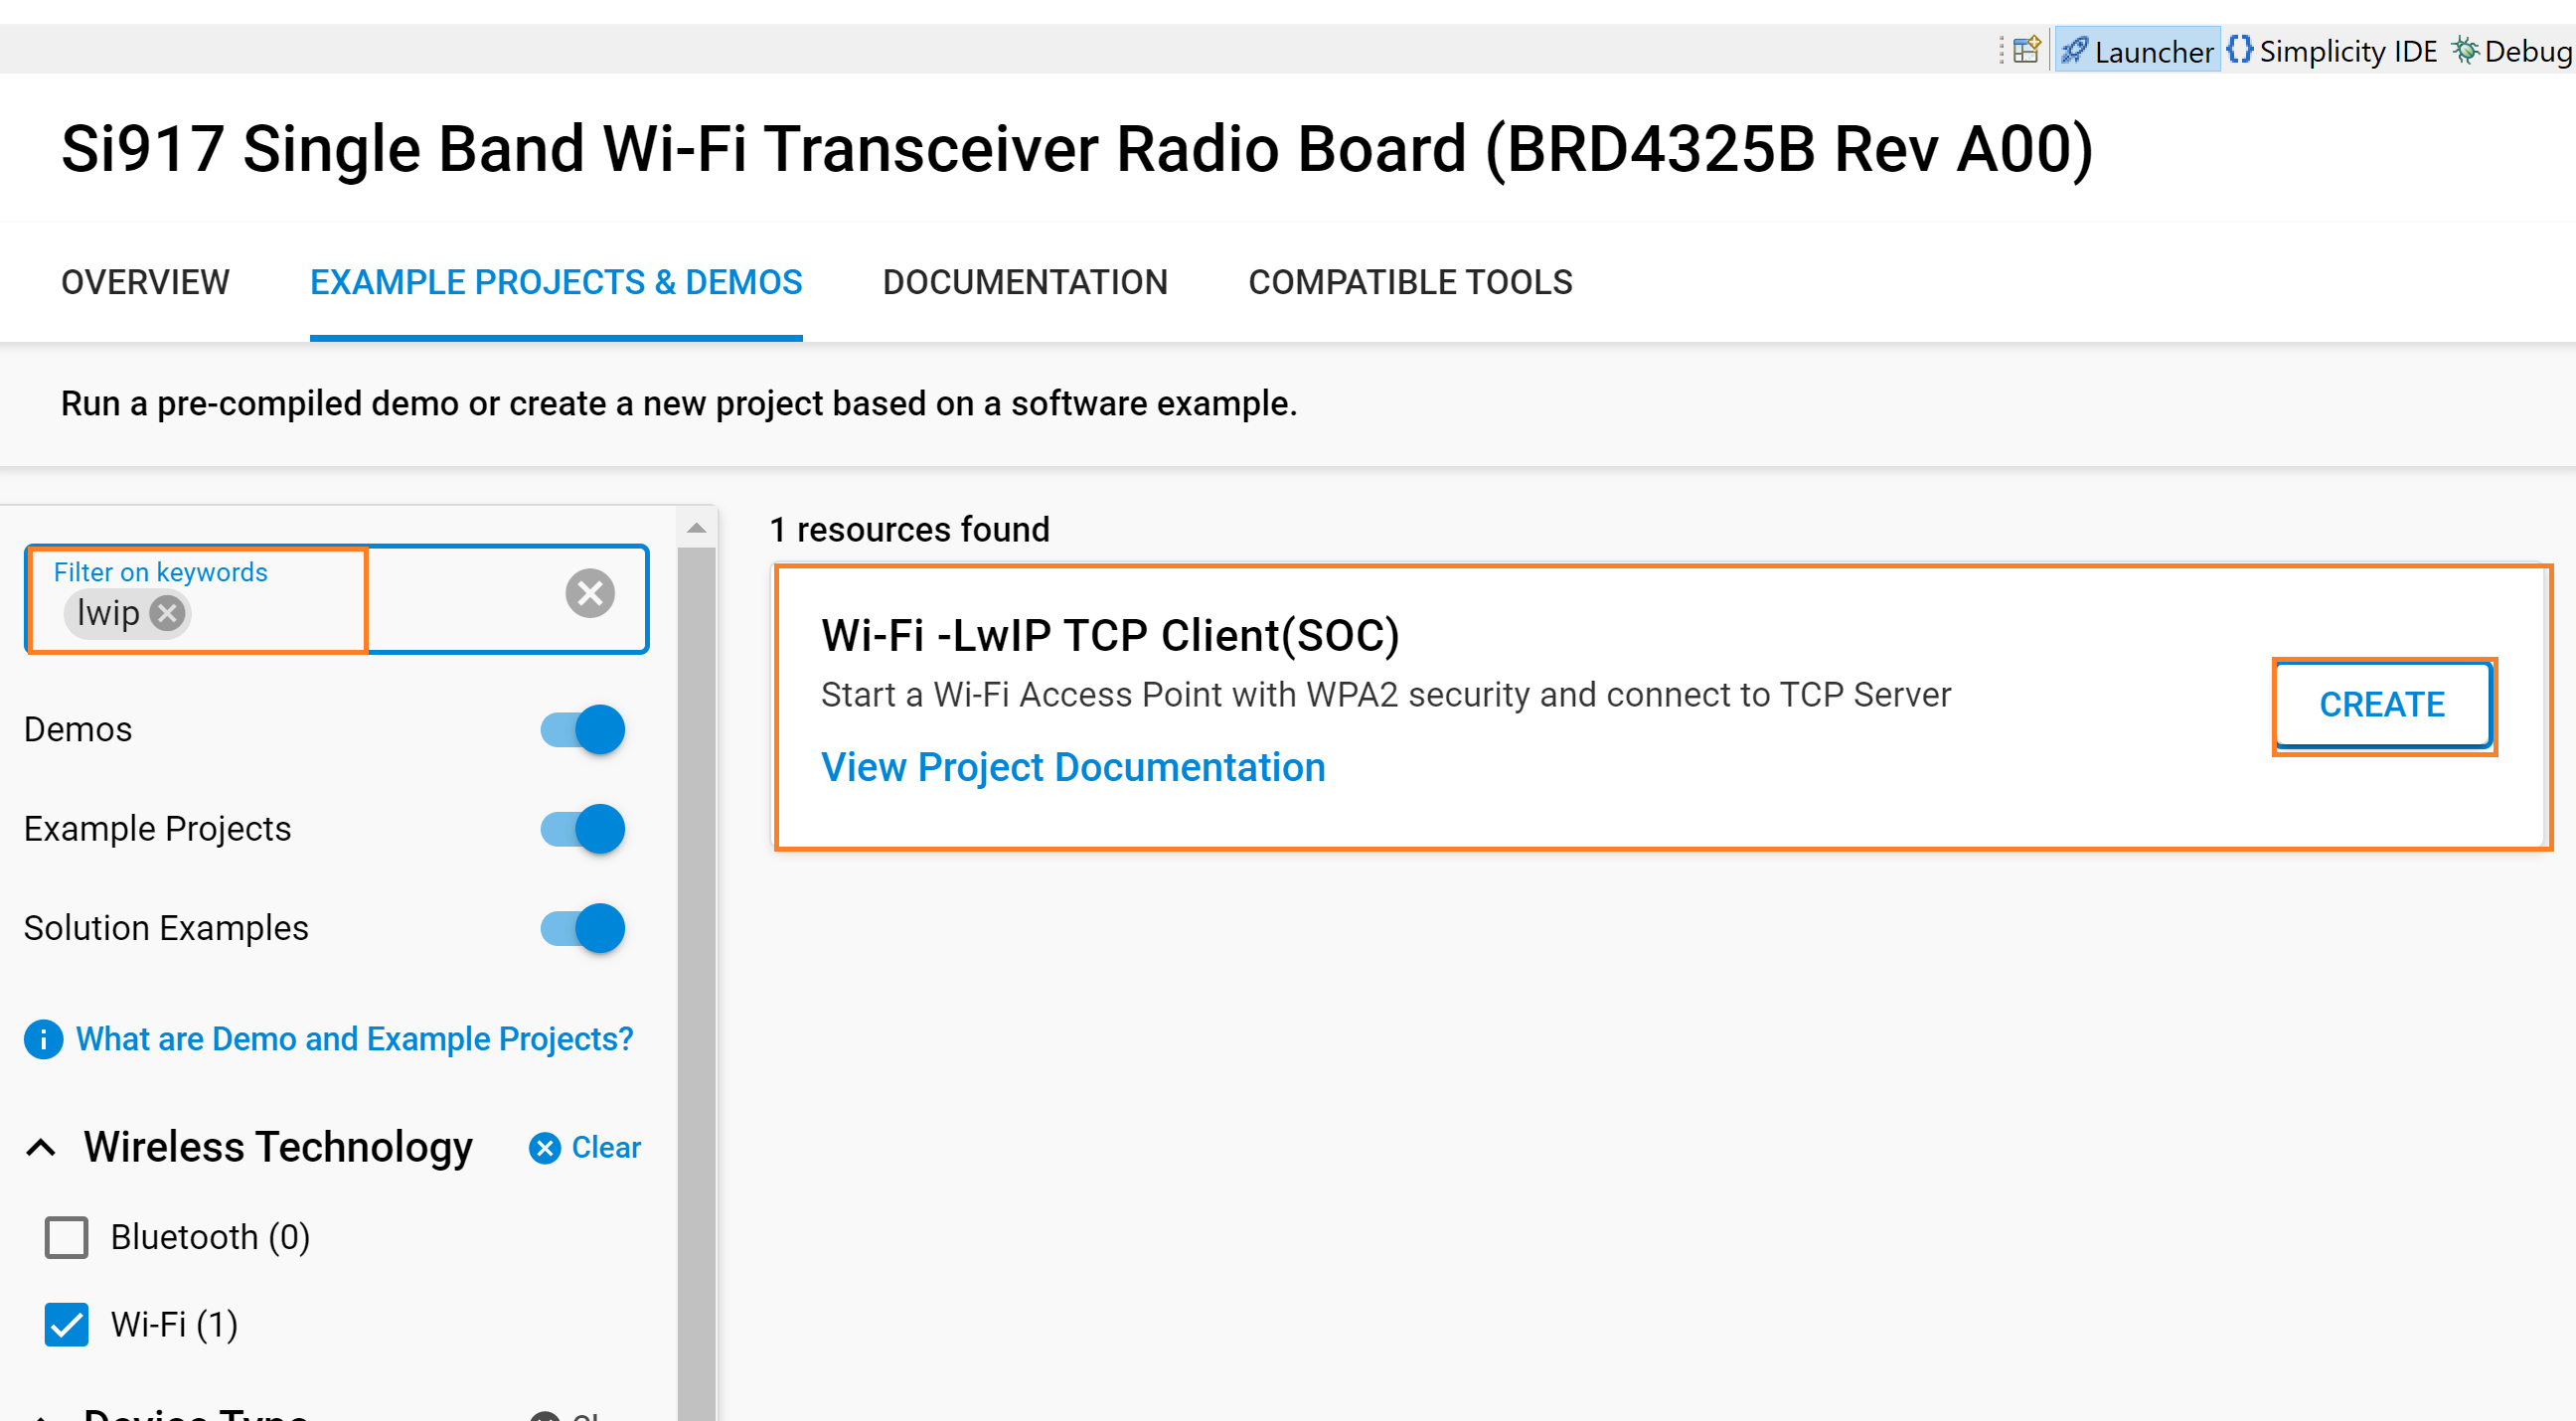 Launcher Simplicity IDE Debug
Si917 Single Band Wi-Fi Transceiver Radio Board (BRD4325B Rev A00)
OVERVIEW EXAMPLE PROJECTS & DEMOS DOCUMENTATION COMPATIBLE TOOLS
Run a pre-compiled demo or create a new project based on a software example.
Filter on keywords
lwip
Demos
Example Projects
Solution Examples
What are Demo and Example Projects?
Wireless Technology Clear
Bluetooth (0)
Wi-Fi (1)
Device Type
1 resources found
Wi-Fi -LwIP TCP Client(SOC)
Start a Wi-Fi Access Point with WPA2 security and connect to TCP Server
View Project Documentation
CREATE